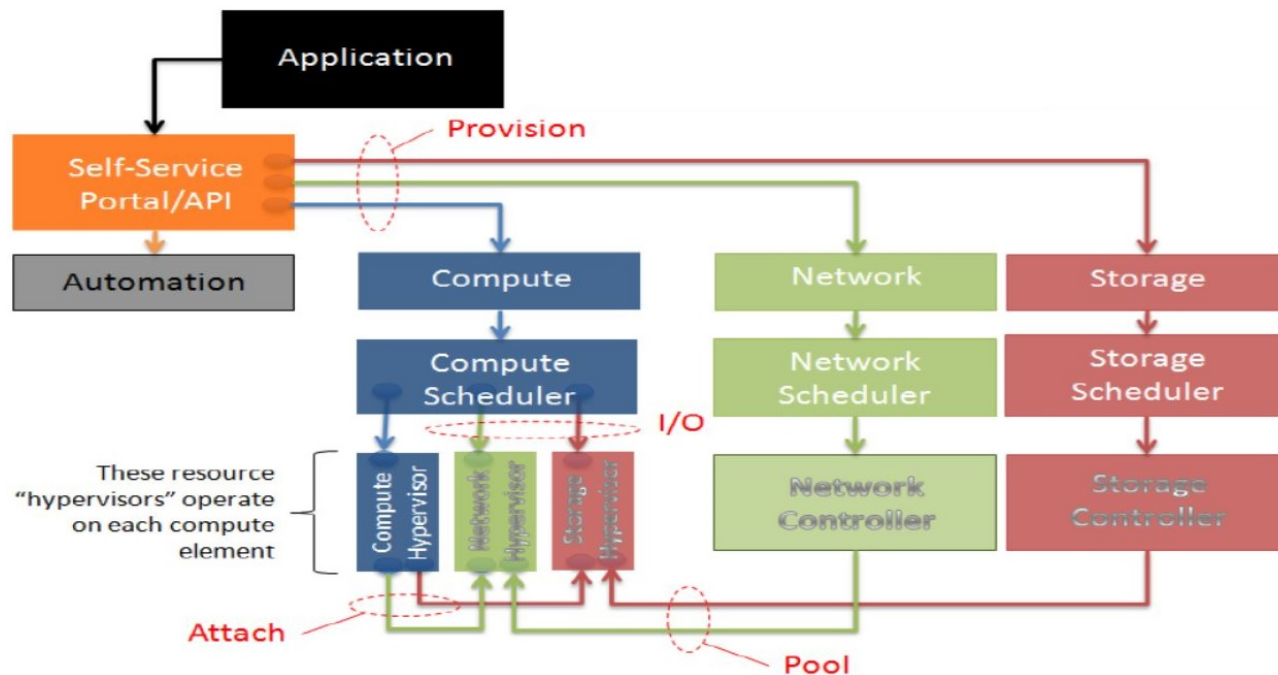 Application
Provision
Self-Service
Portal/API
Automation
Compute
Network
Storage
Compute
Scheduler
Network
Scheduler
Storage
Scheduler
I/O
These resource
“hypervisors” operate
on each compute
element
Compute
Hypervisor
Network
Hypervisor
Storage
Hypervisor
Network
Controller
Storage
Controller
Attach
Pool